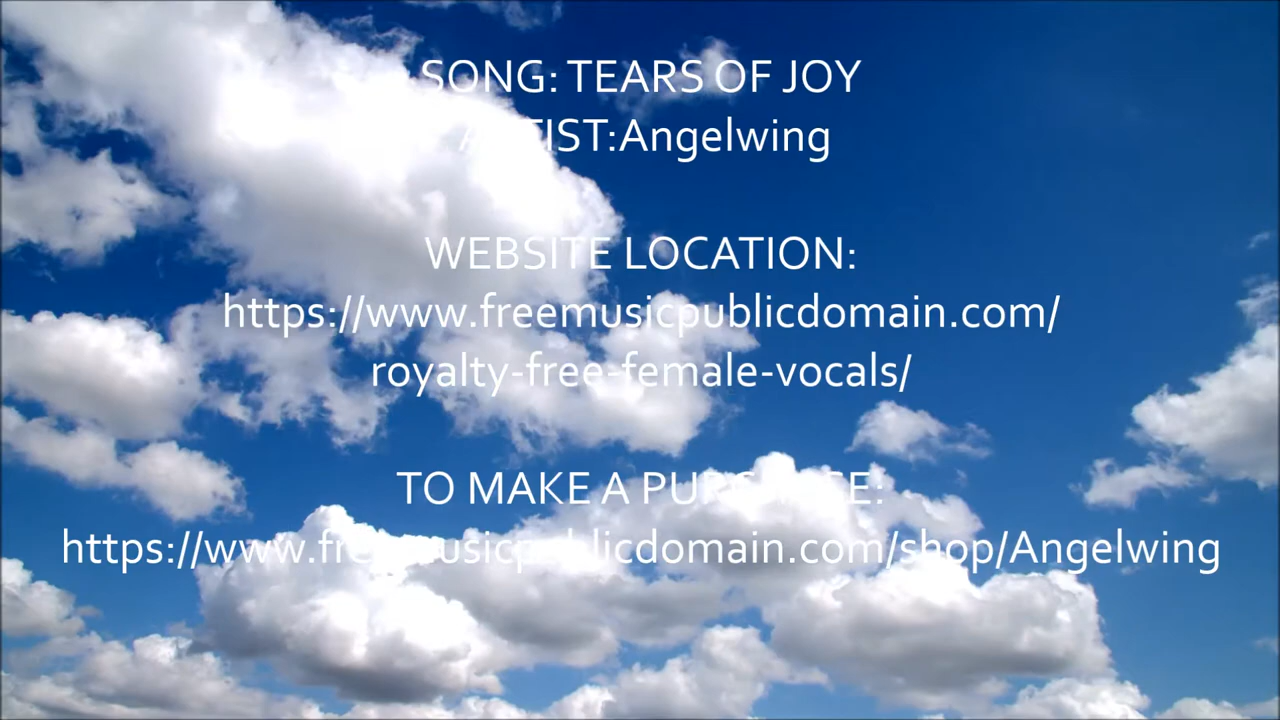 SONG: TEARS OF JOY
ARTIST:Angelwing
WEBSITE LOCATION:
https://www.freemusicpublicdomain.com/
royalty-free-female-vocals/
TO MAKE A PURCHASE:
https://www.freemusicpublicdomain.com/shop/Angelwing